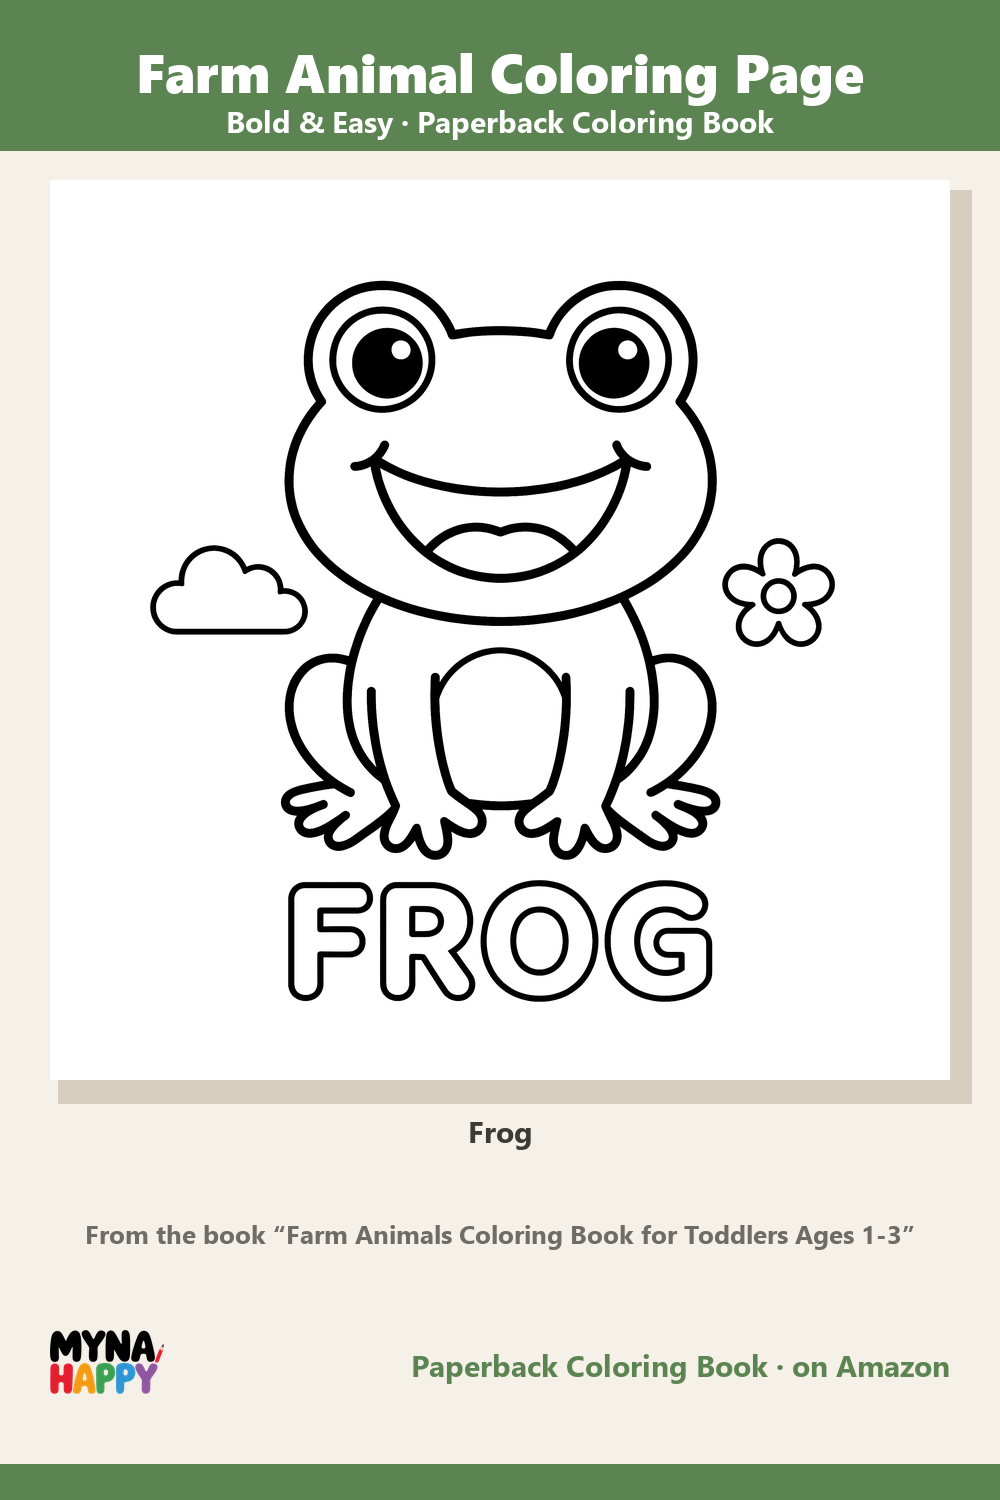 Farm Animal Coloring Page
Bold & Easy · Paperback Coloring Book
FROG
Frog
From the book “Farm Animals Coloring Book for Toddlers Ages 1-3”
MYNA
HAPPY
Paperback Coloring Book · on Amazon